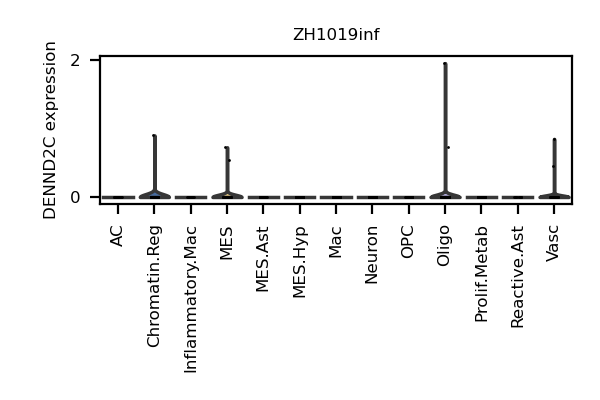 ZH1019inf
DENND2C expression
2
0
AC
Chromatin.Reg
Inflammatory.Mac
MES
MES.Ast
MES.Hyp
Mac
Neuron
OPC
Oligo
Prolif.Metab
Reactive.Ast
Vasc